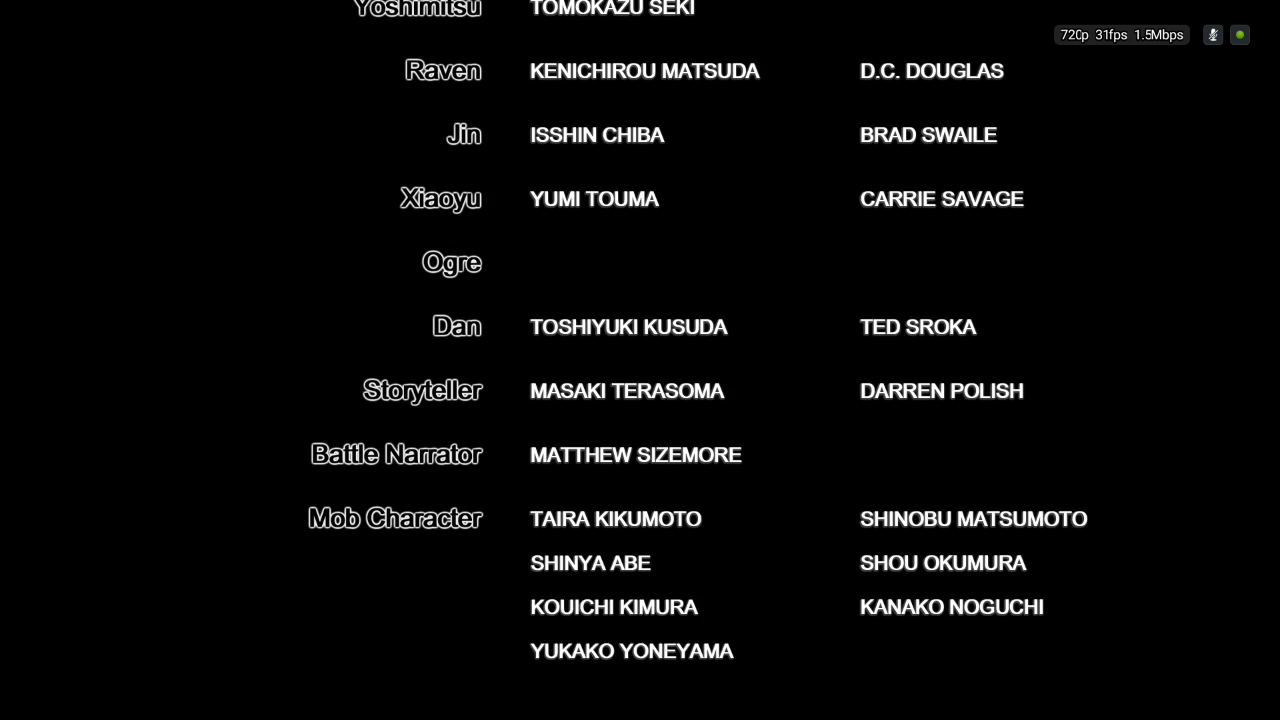 720p 31fps 1.5Mbps
Yoshimitsu TOMOKAZU SEKI
Raven KENICHIROU MATSUDA D.C. DOUGLAS
Jin ISSHIN CHIBA BRAD SWAILE
Xiaoyu YUMI TOUMA CARRIE SAVAGE
Ogre
Dan TOSHIYUKI KUSUDA TED SROKA
Storyteller MASAKI TERASOMA DARREN POLISH
Battle Narrator MATTHEW SIZEMORE
Mob Character TAIRA KIKUMOTO SHINOBU MATSUMOTO
SHINYA ABE SHOU OKUMURA
KOUICHI KIMURA KANAKO NOGUCHI
YUKAKO YONEYAMA